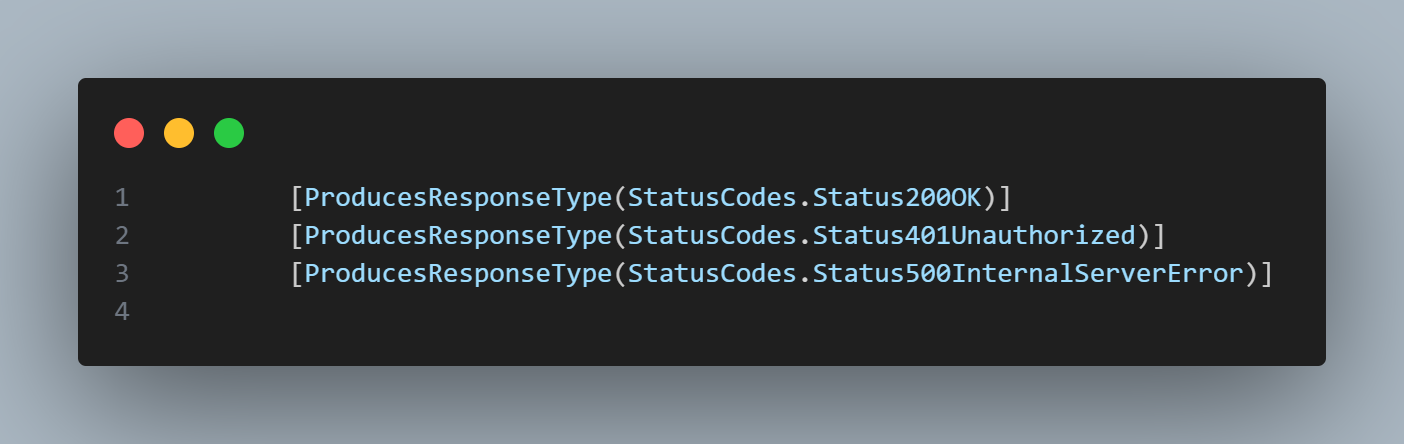 1 [ProducesResponseType(StatusCodes.Status200OK)]
2 [ProducesResponseType(StatusCodes.Status401Unauthorized)]
3 [ProducesResponseType(StatusCodes.Status500InternalServerError)]
4